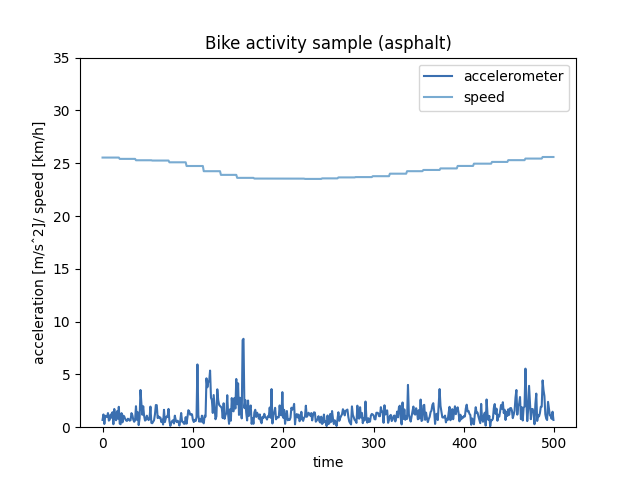 Bike activity sample (asphalt)
accelerometer
speed
35
30
25
20
15
10
5
0
acceleration [m/sˆ2]/ speed [km/h]
0 100 200 300 400 500
time